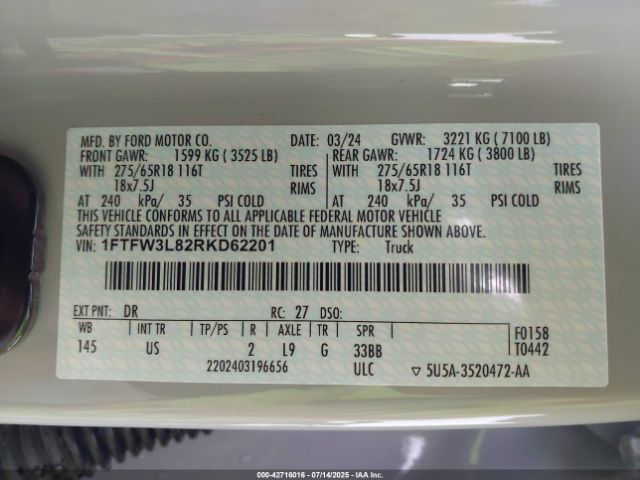 MFD. BY FORD MOTOR CO. DATE: 03/24 GVWR: 3221 KG ( 7100 LB)
FRONT GAWR: 1599 KG ( 3525 LB) REAR GAWR: 1724 KG ( 3800 LB)
WITH 275/65R18 116T TIRES WITH 275/65R18 116T TIRES
18x7.5J RIMS 18x7.5J RIMS
AT 240 kPa/ 35 PSI COLD AT 240 kPa/ 35 PSI COLD
THIS VEHICLE CONFORMS TO ALL APPLICABLE FEDERAL MOTOR VEHICLE
SAFETY STANDARDS IN EFFECT ON THE DATE OF MANUFACTURE SHOWN ABOVE.
VIN: 1FTFW3L82RKD62201 TYPE: Truck
EXT PNT: DR RC: 27 DSO:
WB INT TR TP/PS R AXLE TR SPR F0158
145 US 2 L9 G 33BB T0442
2202403196656 ULC 5U5A-3520472-AA
000-42716016 | 07/14/2025 | IAA Inc.